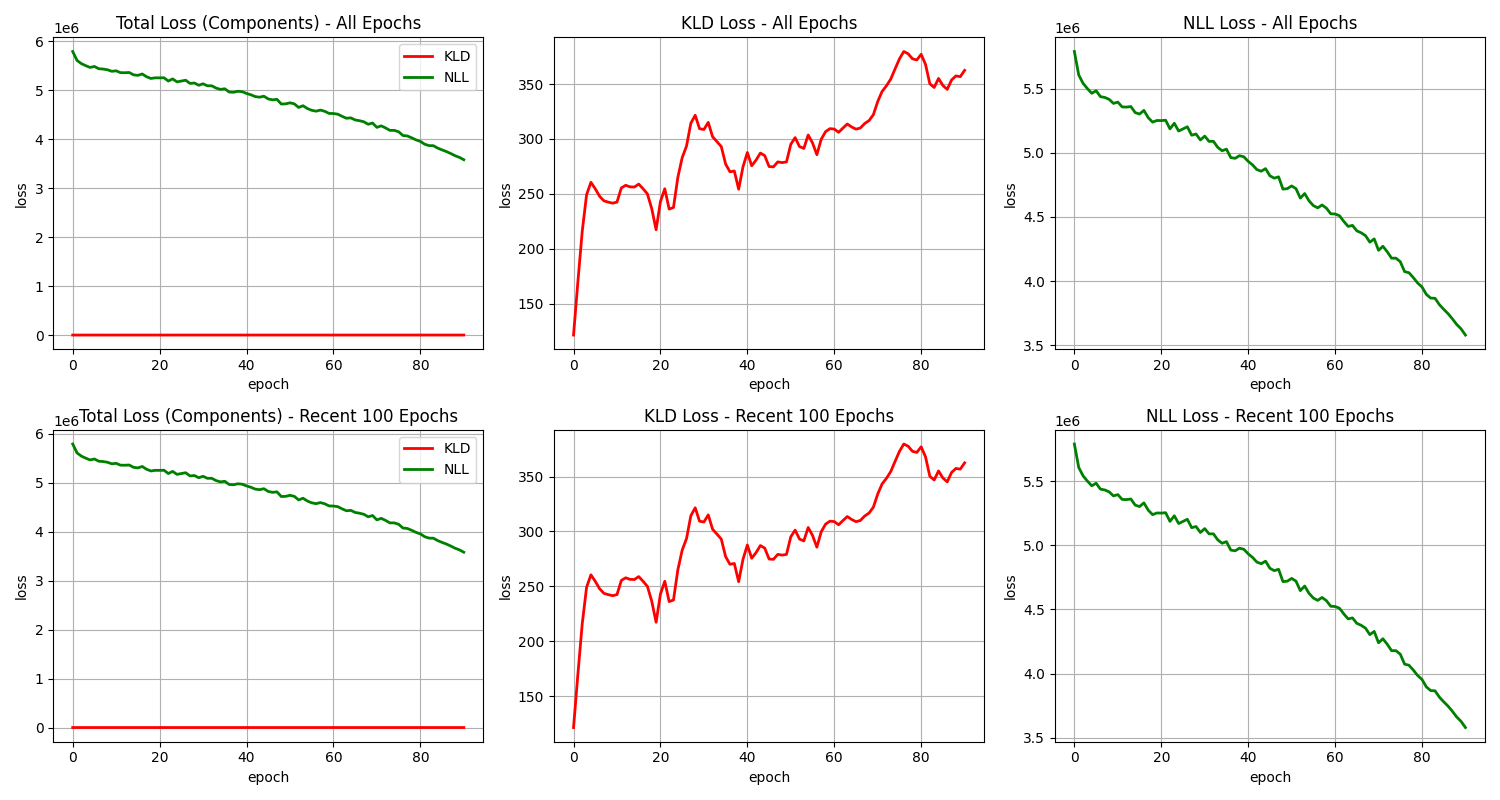 Total Loss (Components) - All Epochs
1e6
KLD
NLL
6
5
4
3
2
1
0
loss
0 20 40 60 80
epoch
KLD Loss - All Epochs
350
300
250
200
150
loss
0 20 40 60 80
epoch
NLL Loss - All Epochs
1e6
5.5
5.0
4.5
4.0
3.5
loss
0 20 40 60 80
epoch
Total Loss (Components) - Recent 100 Epochs
1e6
KLD
NLL
6
5
4
3
2
1
0
loss
0 20 40 60 80
epoch
KLD Loss - Recent 100 Epochs
350
300
250
200
150
loss
0 20 40 60 80
epoch
NLL Loss - Recent 100 Epochs
1e6
5.5
5.0
4.5
4.0
3.5
loss
0 20 40 60 80
epoch